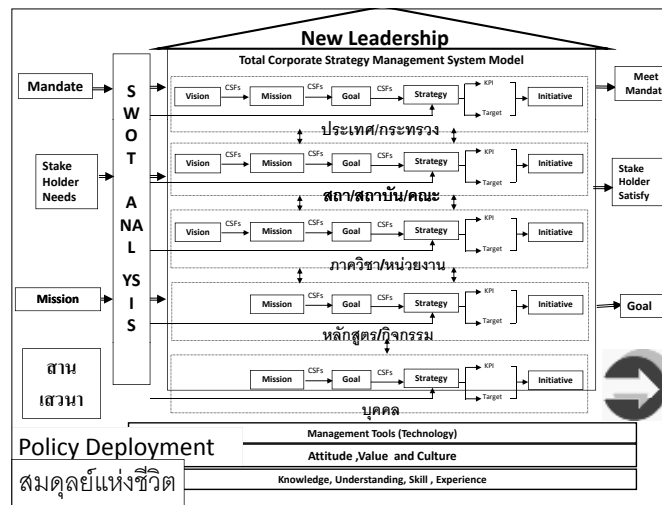 New Leadership
Total Corporate Strategy Management System Model
Mandate
Stake
Holder
Needs
Mission
สาน
เสวนา
S
W
O
T
A
NAL
YS
I
S
Vision CSFs Mission CSFs Goal CSFs Strategy KPI Target Initiative
ประเทศ/กระทรวง
Vision CSFs Mission CSFs Goal CSFs Strategy KPI Target Initiative
สถา/สถาบัน/คณะ
Vision CSFs Mission CSFs Goal CSFs Strategy KPI Target Initiative
ภาควิชา/หน่วยงาน
Mission CSFs Goal CSFs Strategy KPI Target Initiative
หลักสูตร/กิจกรรม
Mission CSFs Goal CSFs Strategy KPI Target Initiative
บุคคล
Meet
Mandat
Stake
Holder
Satisfy
Goal
Management Tools (Technology)
Attitude ,Value and Culture
Knowledge, Understanding, Skill , Experience
Policy Deployment
สมดุลย์แห่งชีวิต